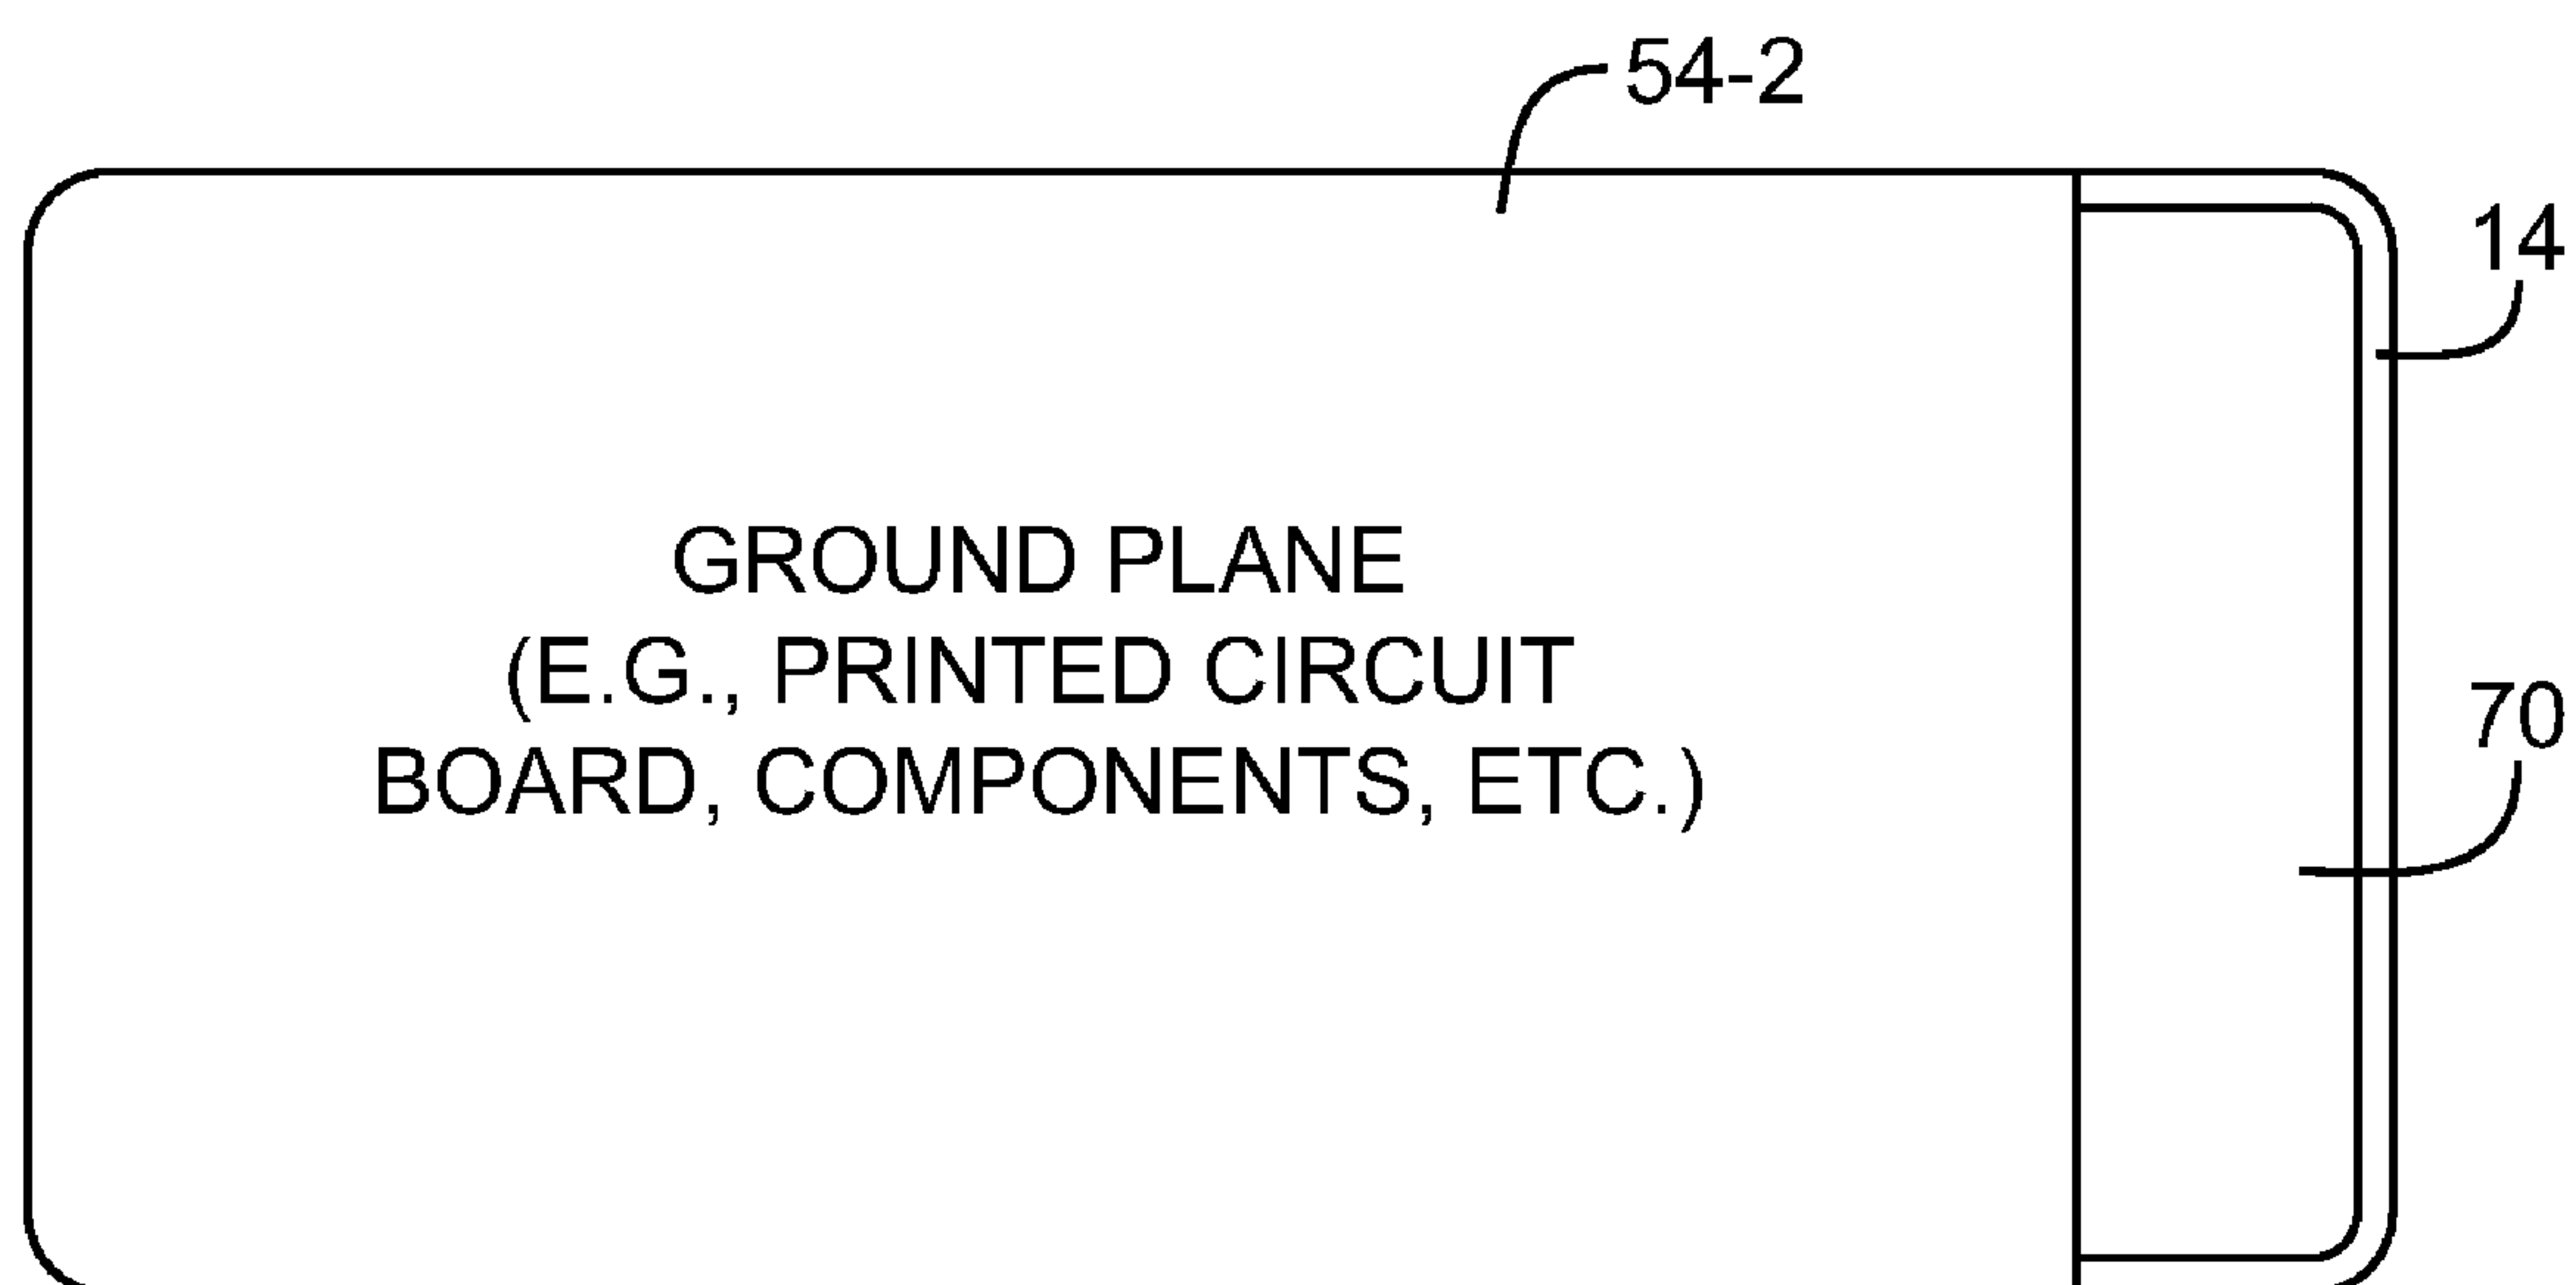 54-2
14
GROUND PLANE
(E.G., PRINTED CIRCUIT
BOARD, COMPONENTS, ETC.)
70